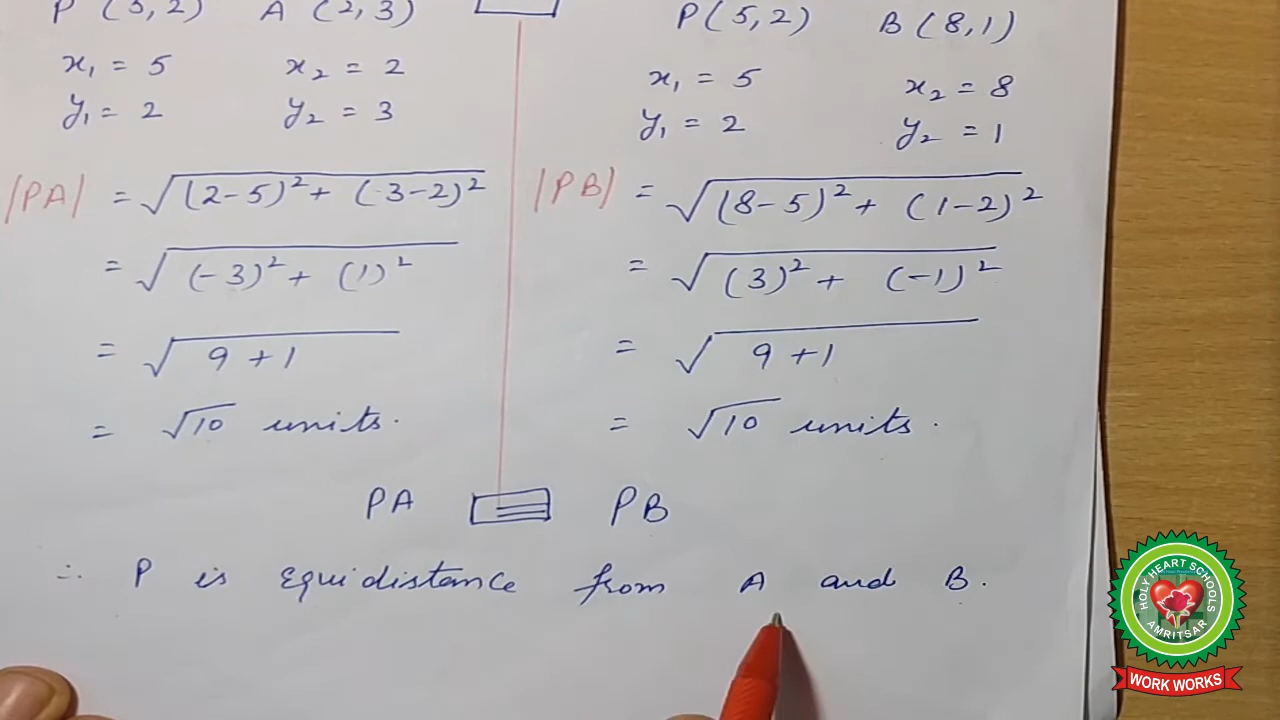 P (5,2) A (2,3)
x₁ = 5 x₂ = 2
y₁ = 2 y₂ = 3
|PA| = √(2-5)² + (3-2)²
= √(-3)² + (1)²
= √9+1
= √10 units.
P(5,2) B(8,1)
x₁ = 5 x₂ = 8
y₁ = 2 y₂ = 1
|PB| = √(8-5)² + (1-2)²
= √(3)² + (-1)²
= √9+1
= √10 units.
PA = PB
∴ P is equidistance from A and B.
HOLY HEART SCHOOLS
AMRITSAR
WORK WORKS